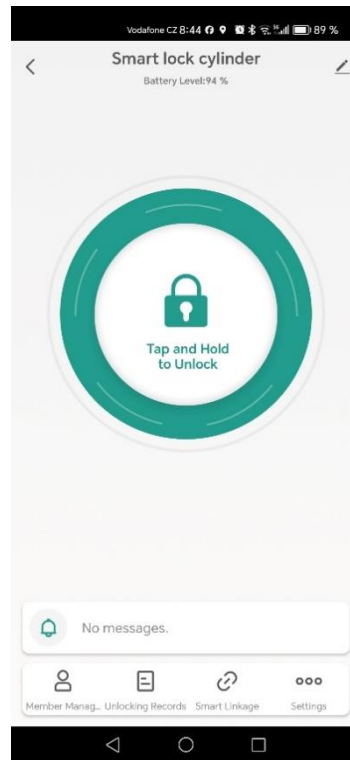 Vodafone CZ 8:44 89 %
Smart lock cylinder
Battery Level:94 %
Tap and Hold
to Unlock
No messages.
Member Manag... Unlocking Records Smart Linkage Settings